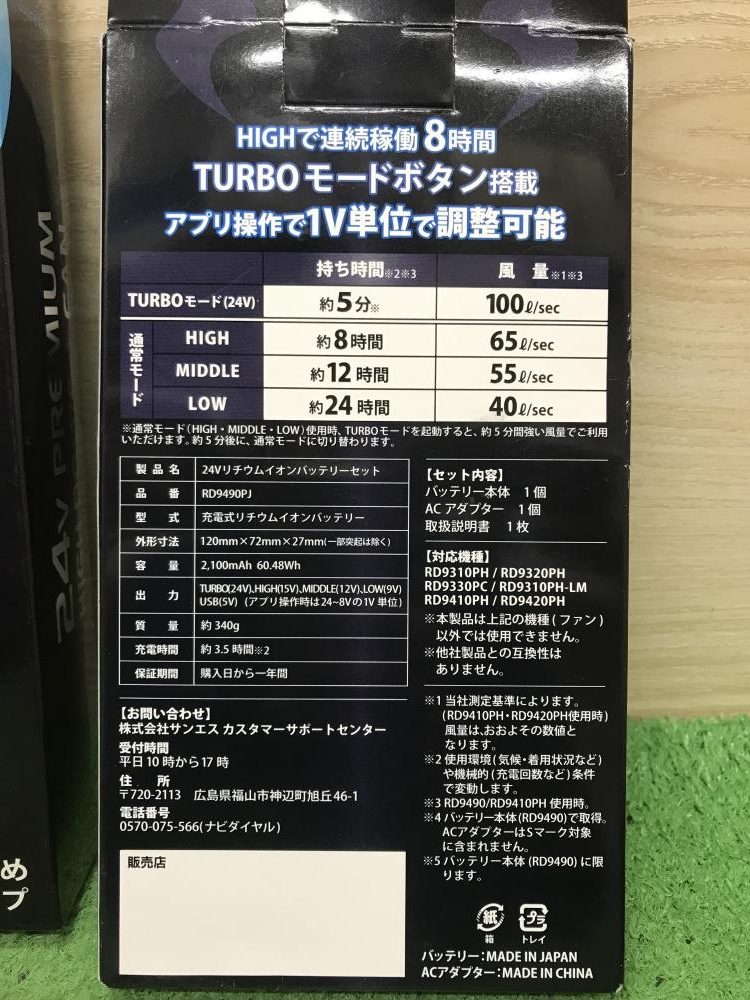 HIGHで連続稼働8時間
TURBOモードボタン搭載
アプリ操作で1V単位で調整可能
持ち時間※2※3 風量※1※3
TURBOモード(24V) 約5分※ 100ℓ/sec
通常モード
HIGH 約8時間 65ℓ/sec
MIDDLE 約12時間 55ℓ/sec
LOW 約24時間 40ℓ/sec
※通常モード(HIGH・MIDDLE・LOW)使用時、TURBOモードを起動すると、約5分間強い風量でご利用
いただけます。約5分後に、通常モードに切り替わります。
製品名 24Vリチウムイオンバッテリーセット
品番 RD9490PJ
型式 充電式リチウムイオンバッテリー
外形寸法 120mm×72mm×27mm(一部突起は除く)
容量 2,100mAh 60.48Wh
出力 TURBO(24V),HIGH(15V),MIDDLE(12V),LOW(9V)
USB(5V) (アプリ操作時は24~8Vの1V単位)
質量 約340g
充電時間 約3.5時間※2
保証期間 購入日から一年間
【お問い合わせ】
株式会社サンエス カスタマーサポートセンター
受付時間
平日10時から17時
住所
〒720-2113 広島県福山市神辺町旭丘46-1
電話番号
0570-075-566(ナビダイヤル)
販売店
【セット内容】
バッテリー本体 1個
ACアダプター 1個
取扱説明書 1枚
【対応機種】
RD9310PH / RD9320PH
RD9330PC / RD9310PH-LM
RD9410PH / RD9420PH
※本製品は上記の機種(ファン)
以外では使用できません。
※他社製品との互換性は
ありません。
※1 当社測定基準によります。
(RD9410PH・RD9420PH使用時)
風量は、おおよその数値と
なります。
※2 使用環境(気候・着用状況など)
や機械的(充電回数など)条件
で変動します。
※3 RD9490/RD9410PH 使用時。
※4 バッテリー本体(RD9490)で取得。
ACアダプターはSマーク対象
に含まれません。
※5 バッテリー本体(RD9490)に限
ります。
紙 プラ
箱 トレイ
バッテリー:MADE IN JAPAN
ACアダプター:MADE IN CHINA
24V PREMIUM
め
プ